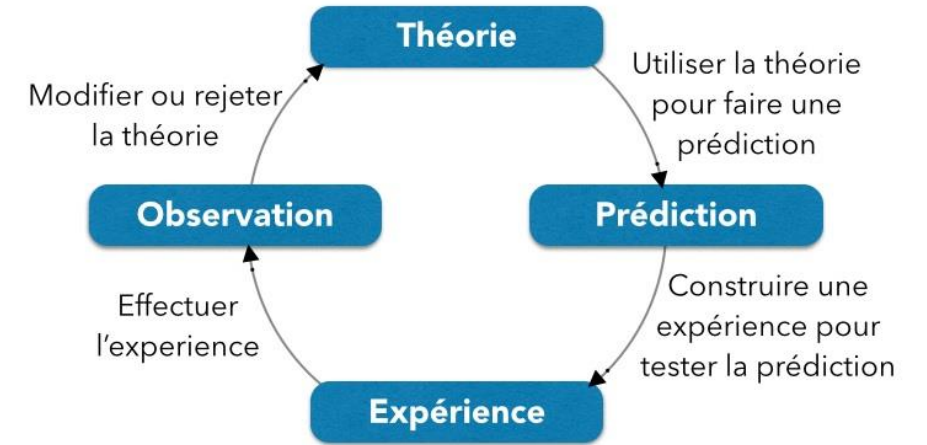 Théorie
Utiliser la théorie
pour faire une
prédiction
Modifier ou rejeter
la théorie
Observation
Prédiction
Construire une
expérience pour
tester la prédiction
Effectuer
l'experience
Expérience